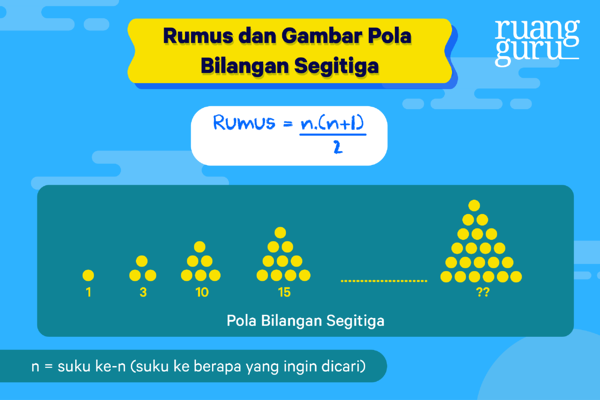 Rumus dan Gambar Pola
Bilangan Segitiga
ruang
guru
Rumus = n.(n+1)
2
1 3 10 15 ??
Pola Bilangan Segitiga
n = suku ke-n (suku ke berapa yang ingin dicari)